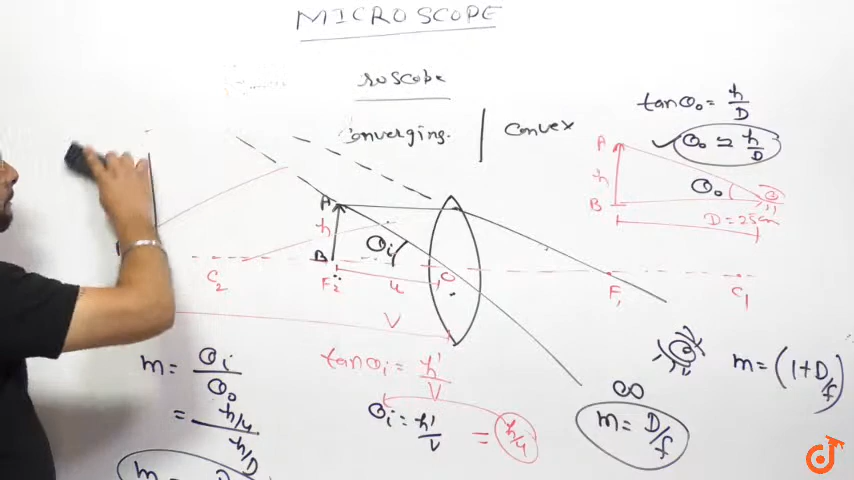 MICROSCOPE
roscope
converging. | convex
tanθ₀ = h/D
θ₀ ≃ h/D
A
h
B
θ₀
D = 25cm
A
h
θi
B
C₂
F₂
u
O
F₁
C₁
V
m = θi/θ₀
= h/u / h/D
tanθi = h'/V
θi = h'/V = h/u
∞
m = D/f
m = (1+D/f)
m =